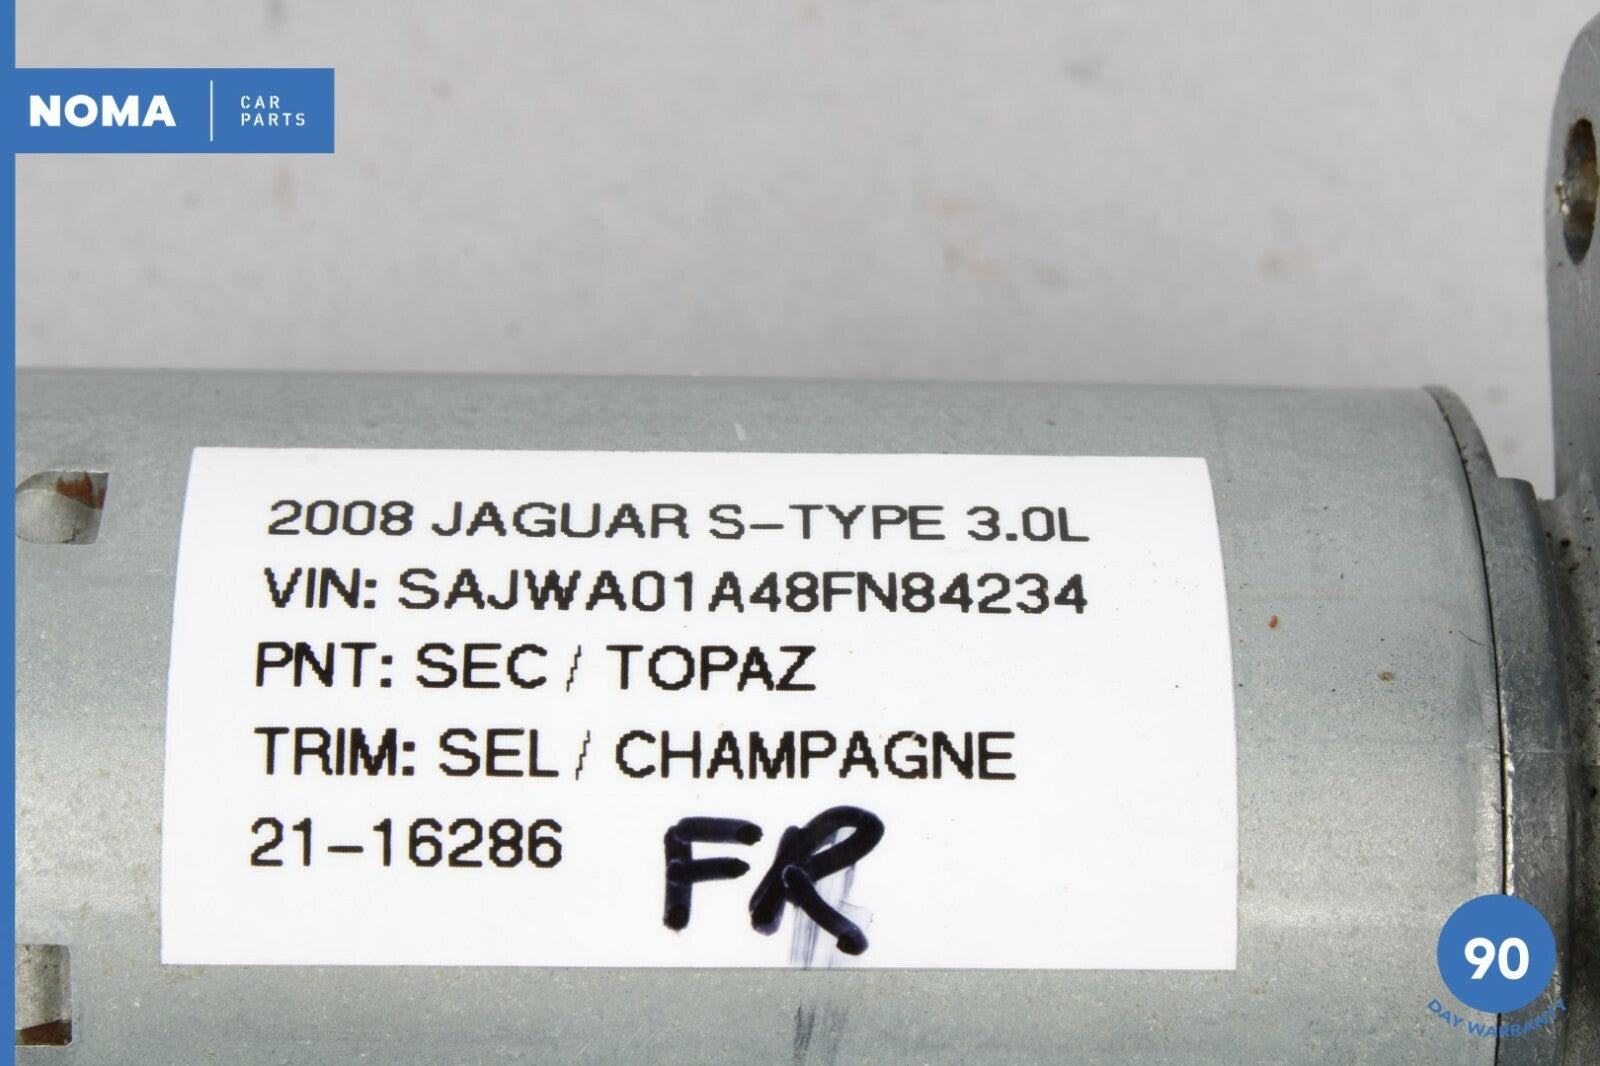 NOMA
CAR
PARTS
2008 JAGUAR S-TYPE 3.0L
VIN: SAJWA01A48FN84234
PNT: SEC / TOPAZ
TRIM: SEL / CHAMPAGNE
21-16286
FR
90
DAY WARRANTY